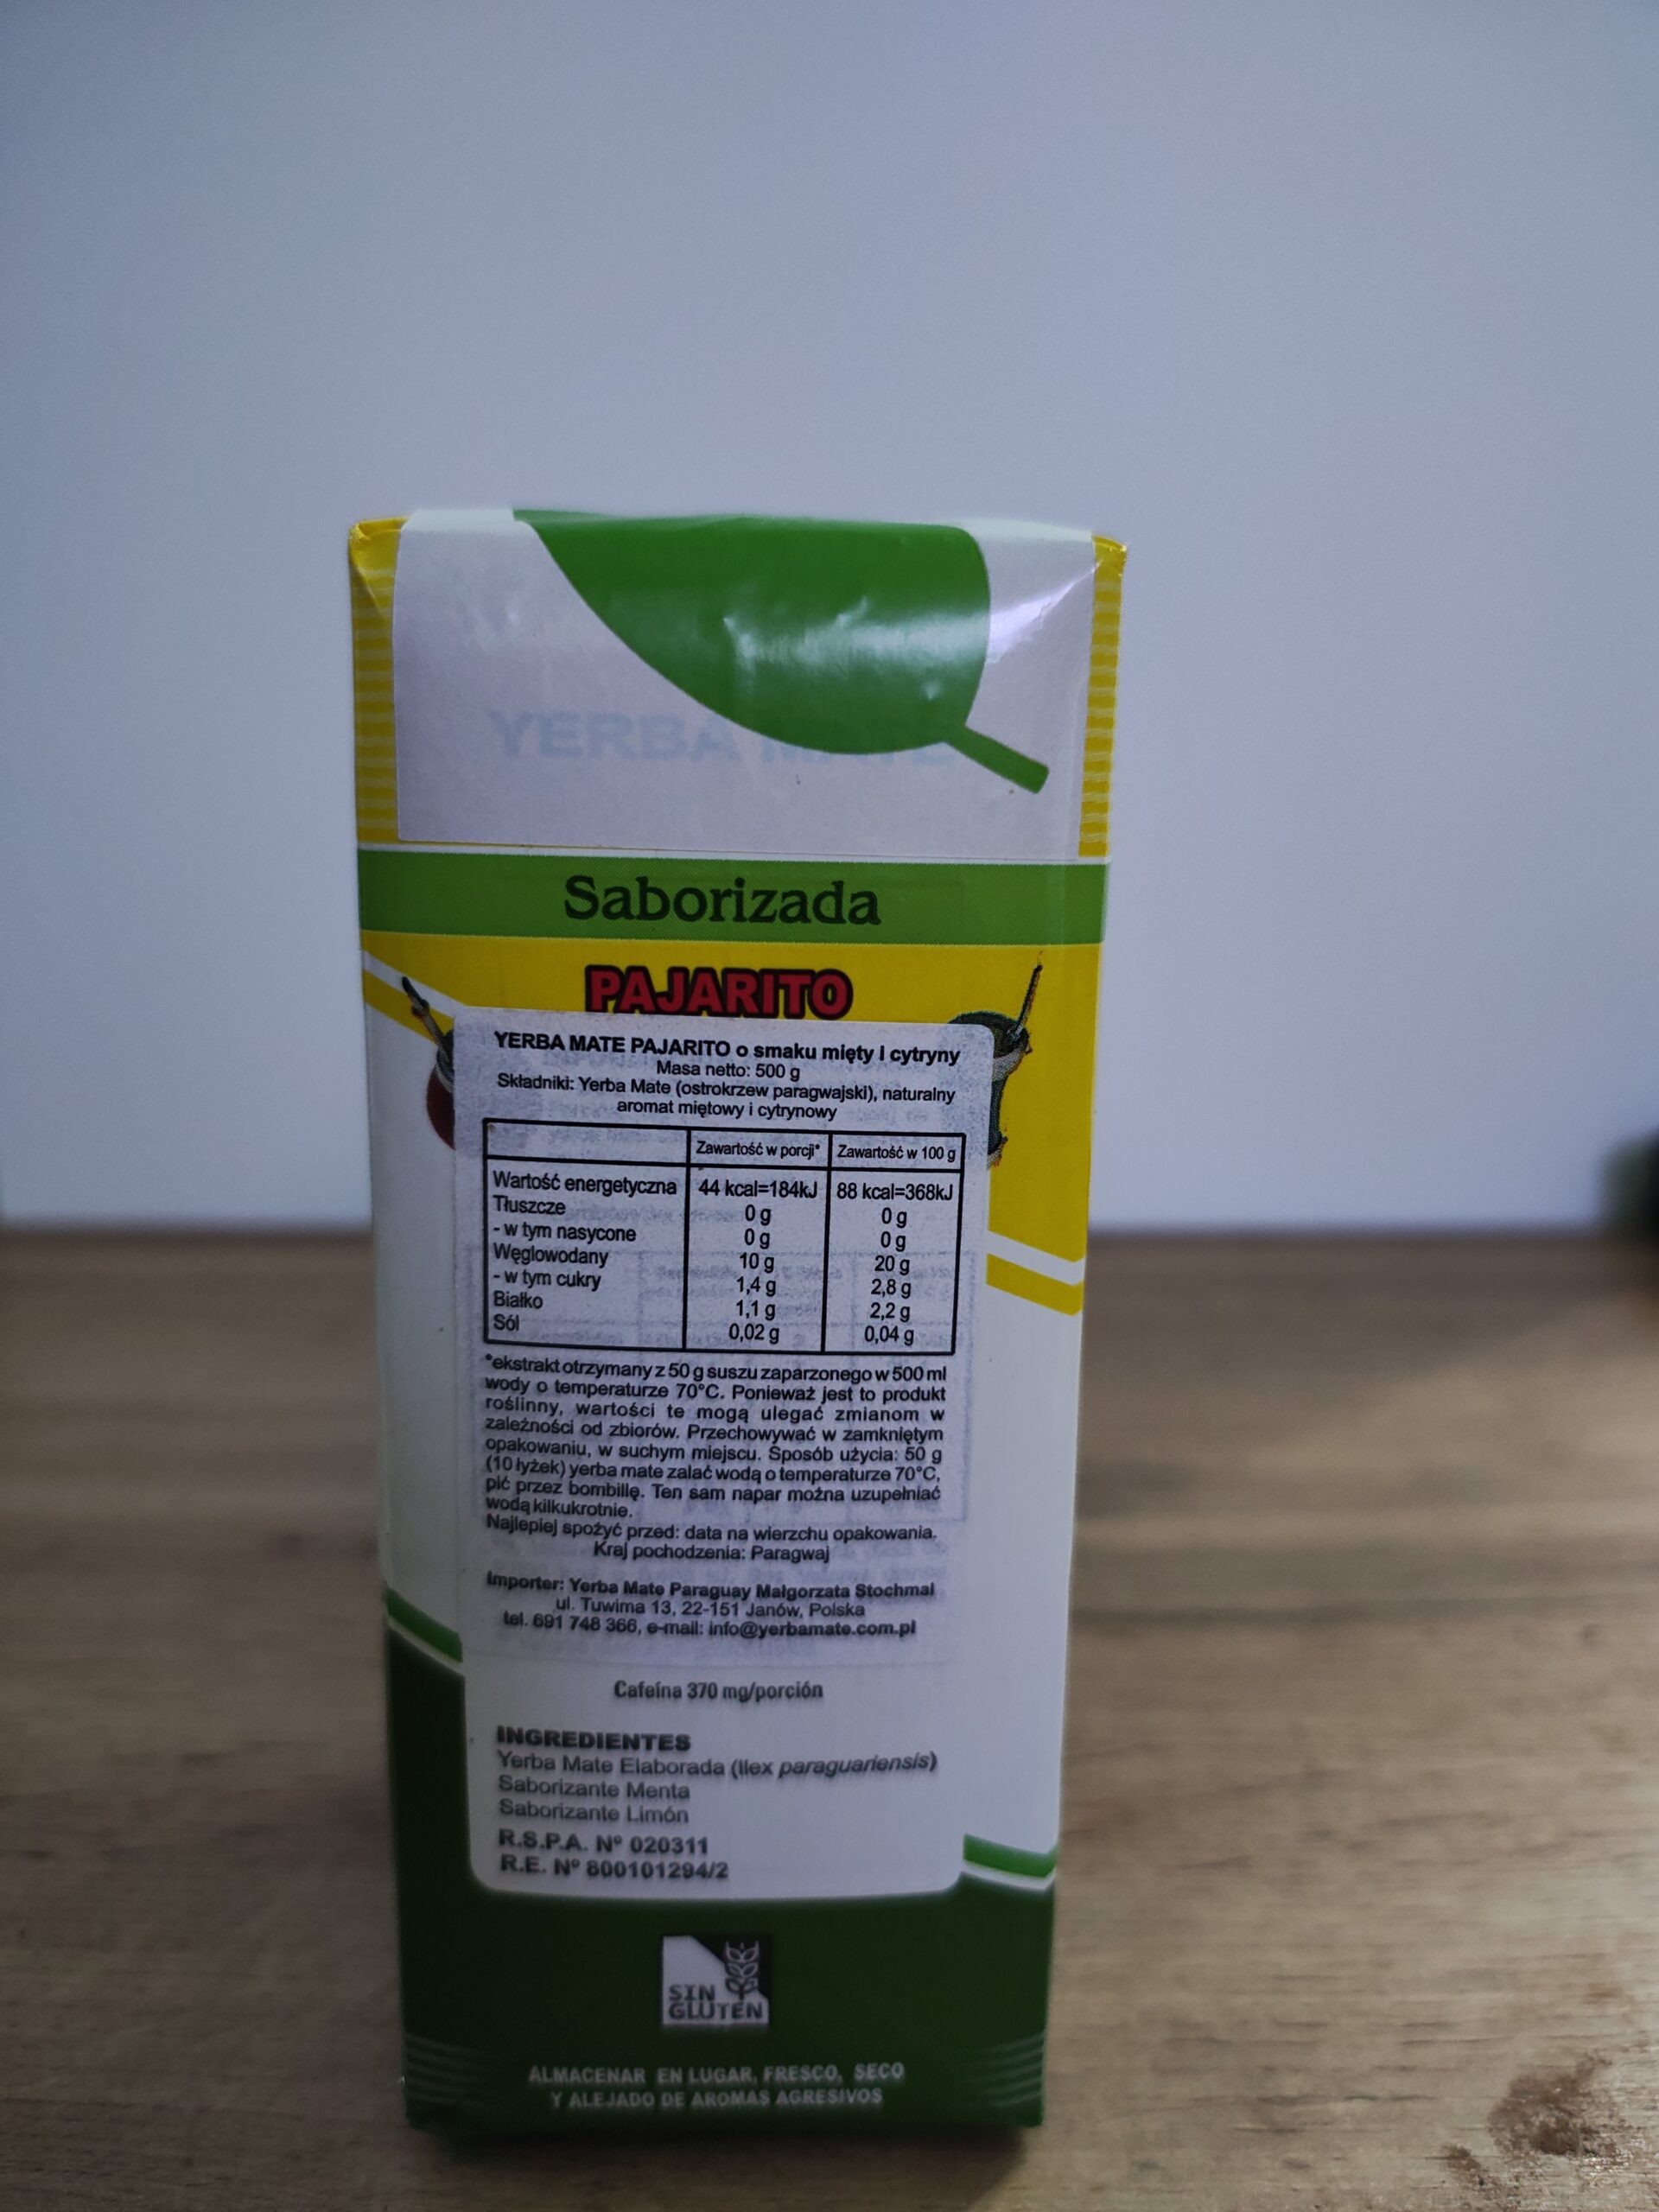 YERBA MATE
Saborizada
PAJARITO
YERBA MATE PAJARITO o smaku mięty I cytryny
Masa netto: 500 g
Składniki: Yerba Mate (ostrokrzew paragwajski), naturalny
aromat miętowy i cytrynowy
Zawartość w porcji* Zawartość w 100 g
Wartość energetyczna 44 kcal=184kJ 88 kcal=368kJ
Tłuszcze 0 g 0 g
- w tym nasycone 0 g 0 g
Węglowodany 10 g 20 g
- w tym cukry 1,4 g 2,8 g
Białko 1,1 g 2,2 g
Sól 0,02 g 0,04 g
*ekstrakt otrzymany z 50 g suszu zaparzonego w 500 ml
wody o temperaturze 70°C. Ponieważ jest to produkt
roślinny, wartości te mogą ulegać zmianom w
zależności od zbiorów. Przechowywać w zamkniętym
opakowaniu, w suchym miejscu. Sposób użycia: 50 g
(10 łyżek) yerba mate zalać wodą o temperaturze 70°C,
pić przez bombillę. Ten sam napar można uzupełniać
wodą kilkukrotnie.
Najlepiej spożyć przed: data na wierzchu opakowania.
Kraj pochodzenia: Paragwaj
Importer: Yerba Mate Paraguay Małgorzata Stochmal
ul. Tuwima 13, 22-151 Janów, Polska
tel. 691 748 366, e-mail: info@yerbamate.com.pl
Cafeína 370 mg/porción
INGREDIENTES
Yerba Mate Elaborada (Ilex paraguariensis)
Saborizante Menta
Saborizante Limón
R.S.P.A. Nº 020311
R.E. Nº 800101294/2
SIN
GLUTEN
ALMACENAR EN LUGAR, FRESCO, SECO
Y ALEJADO DE AROMAS AGRESIVOS